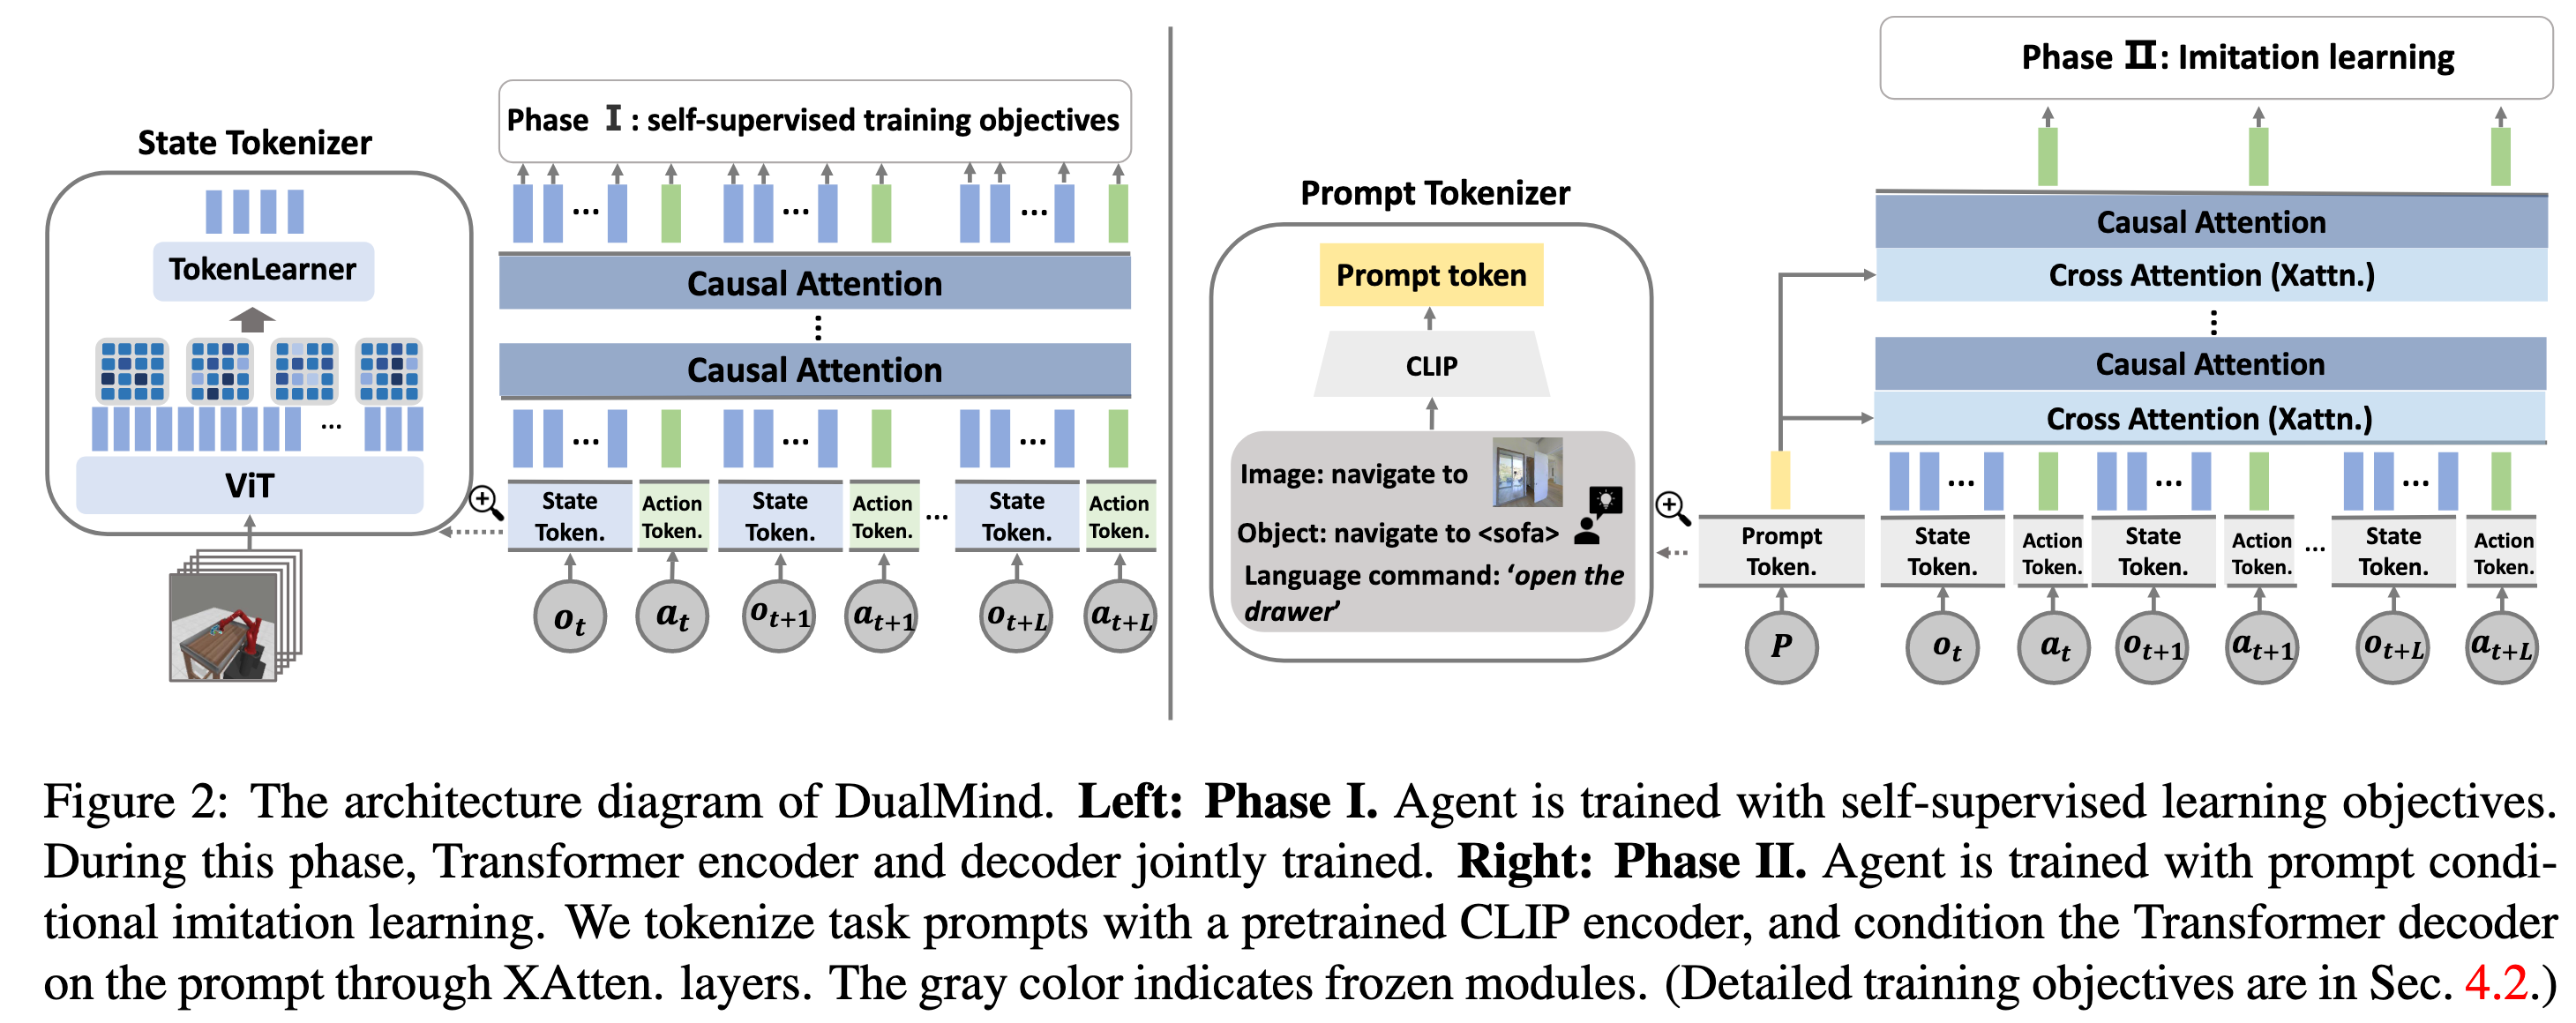 State Tokenizer
TokenLearner
...
ViT
Phase I : self-supervised training objectives
... ... ...
Causal Attention
⋮
Causal Attention
... ... ...
State Token.
Action Token.
State Token.
Action Token.
...
State Token.
Action Token.
o_t
a_t
o_{t+1}
a_{t+1}
o_{t+L}
a_{t+L}
Prompt Tokenizer
Prompt token
CLIP
Image: navigate to
Object: navigate to <sofa>
Language command: ‘open the
drawer’
Phase II: Imitation learning
Causal Attention
Cross Attention (Xattn.)
⋮
Causal Attention
Cross Attention (Xattn.)
... ... ...
Prompt Token.
State Token.
Action Token.
State Token.
Action Token.
...
State Token.
Action Token.
P
o_t
a_t
o_{t+1}
a_{t+1}
o_{t+L}
a_{t+L}
Figure 2: The architecture diagram of DualMind. Left: Phase I. Agent is trained with self-supervised learning objectives.
During this phase, Transformer encoder and decoder jointly trained. Right: Phase II. Agent is trained with prompt condi-
tional imitation learning. We tokenize task prompts with a pretrained CLIP encoder, and condition the Transformer decoder
on the prompt through XAtten. layers. The gray color indicates frozen modules. (Detailed training objectives are in Sec. 4.2.)